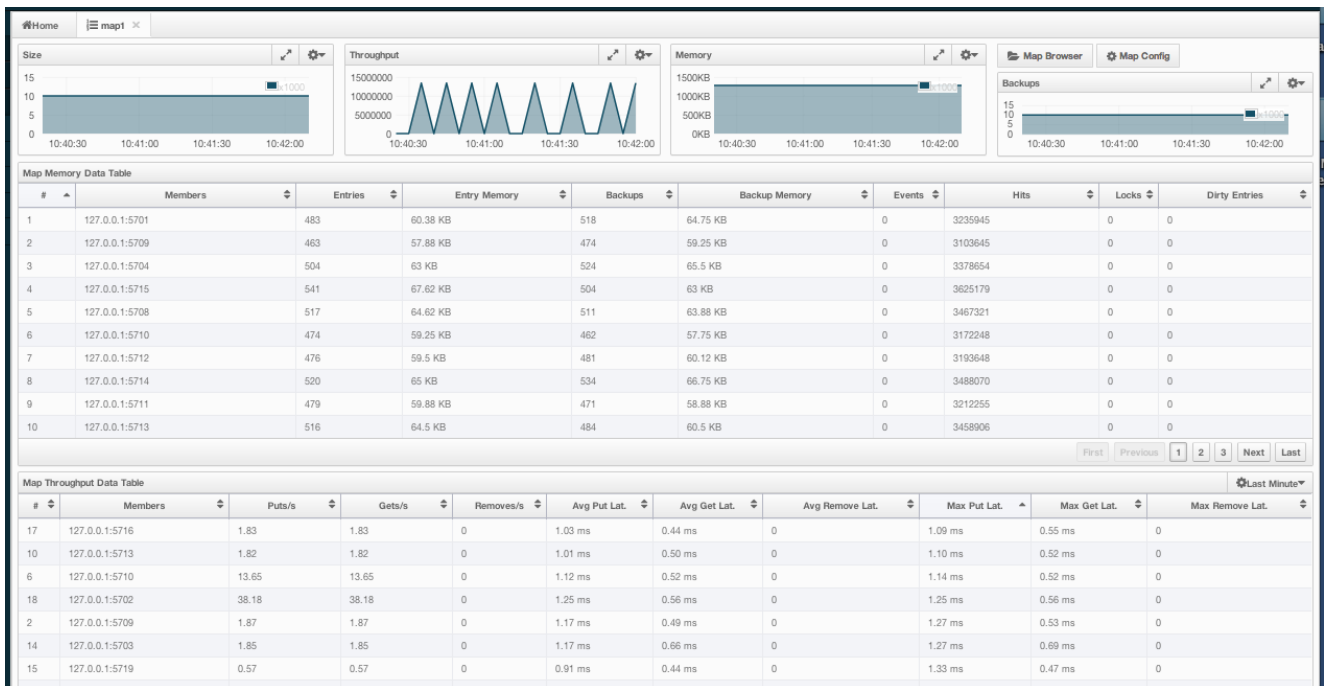 Home map1
Size Throughput Memory Map Browser Map Config
Backups
15
10
5
0
x1000
10:40:30 10:41:00 10:41:30 10:42:00
15000000
10000000
5000000
0
10:40:30 10:41:00 10:41:30 10:42:00
1500KB
1000KB
500KB
0KB
x1000
10:40:30 10:41:00 10:41:30 10:42:00
15
10
5
0
x1000
10:40:30 10:41:00 10:41:30 10:42:00
Map Memory Data Table
# Members Entries Entry Memory Backups Backup Memory Events Hits Locks Dirty Entries
1 127.0.0.1:5701 483 60.38 KB 518 64.75 KB 0 3235945 0 0
2 127.0.0.1:5709 463 57.88 KB 474 59.25 KB 0 3103645 0 0
3 127.0.0.1:5704 504 63 KB 524 65.5 KB 0 3378654 0 0
4 127.0.0.1:5715 541 67.62 KB 504 63 KB 0 3625179 0 0
5 127.0.0.1:5708 517 64.62 KB 511 63.88 KB 0 3467321 0 0
6 127.0.0.1:5710 474 59.25 KB 462 57.75 KB 0 3172248 0 0
7 127.0.0.1:5712 476 59.5 KB 481 60.12 KB 0 3193648 0 0
8 127.0.0.1:5714 520 65 KB 534 66.75 KB 0 3488070 0 0
9 127.0.0.1:5711 479 59.88 KB 471 58.88 KB 0 3212255 0 0
10 127.0.0.1:5713 516 64.5 KB 484 60.5 KB 0 3458906 0 0
First Previous 1 2 3 Next Last
Map Throughput Data Table Last Minute
# Members Puts/s Gets/s Removes/s Avg Put Lat. Avg Get Lat. Avg Remove Lat. Max Put Lat. Max Get Lat. Max Remove Lat.
17 127.0.0.1:5716 1.83 1.83 0 1.03 ms 0.44 ms 0 1.09 ms 0.55 ms 0
10 127.0.0.1:5713 1.82 1.82 0 1.01 ms 0.50 ms 0 1.10 ms 0.52 ms 0
6 127.0.0.1:5710 13.65 13.65 0 1.12 ms 0.52 ms 0 1.14 ms 0.52 ms 0
18 127.0.0.1:5702 38.18 38.18 0 1.25 ms 0.56 ms 0 1.25 ms 0.56 ms 0
2 127.0.0.1:5709 1.87 1.87 0 1.17 ms 0.49 ms 0 1.27 ms 0.53 ms 0
14 127.0.0.1:5703 1.85 1.85 0 1.17 ms 0.66 ms 0 1.27 ms 0.69 ms 0
15 127.0.0.1:5719 0.57 0.57 0 0.91 ms 0.44 ms 0 1.33 ms 0.47 ms 0